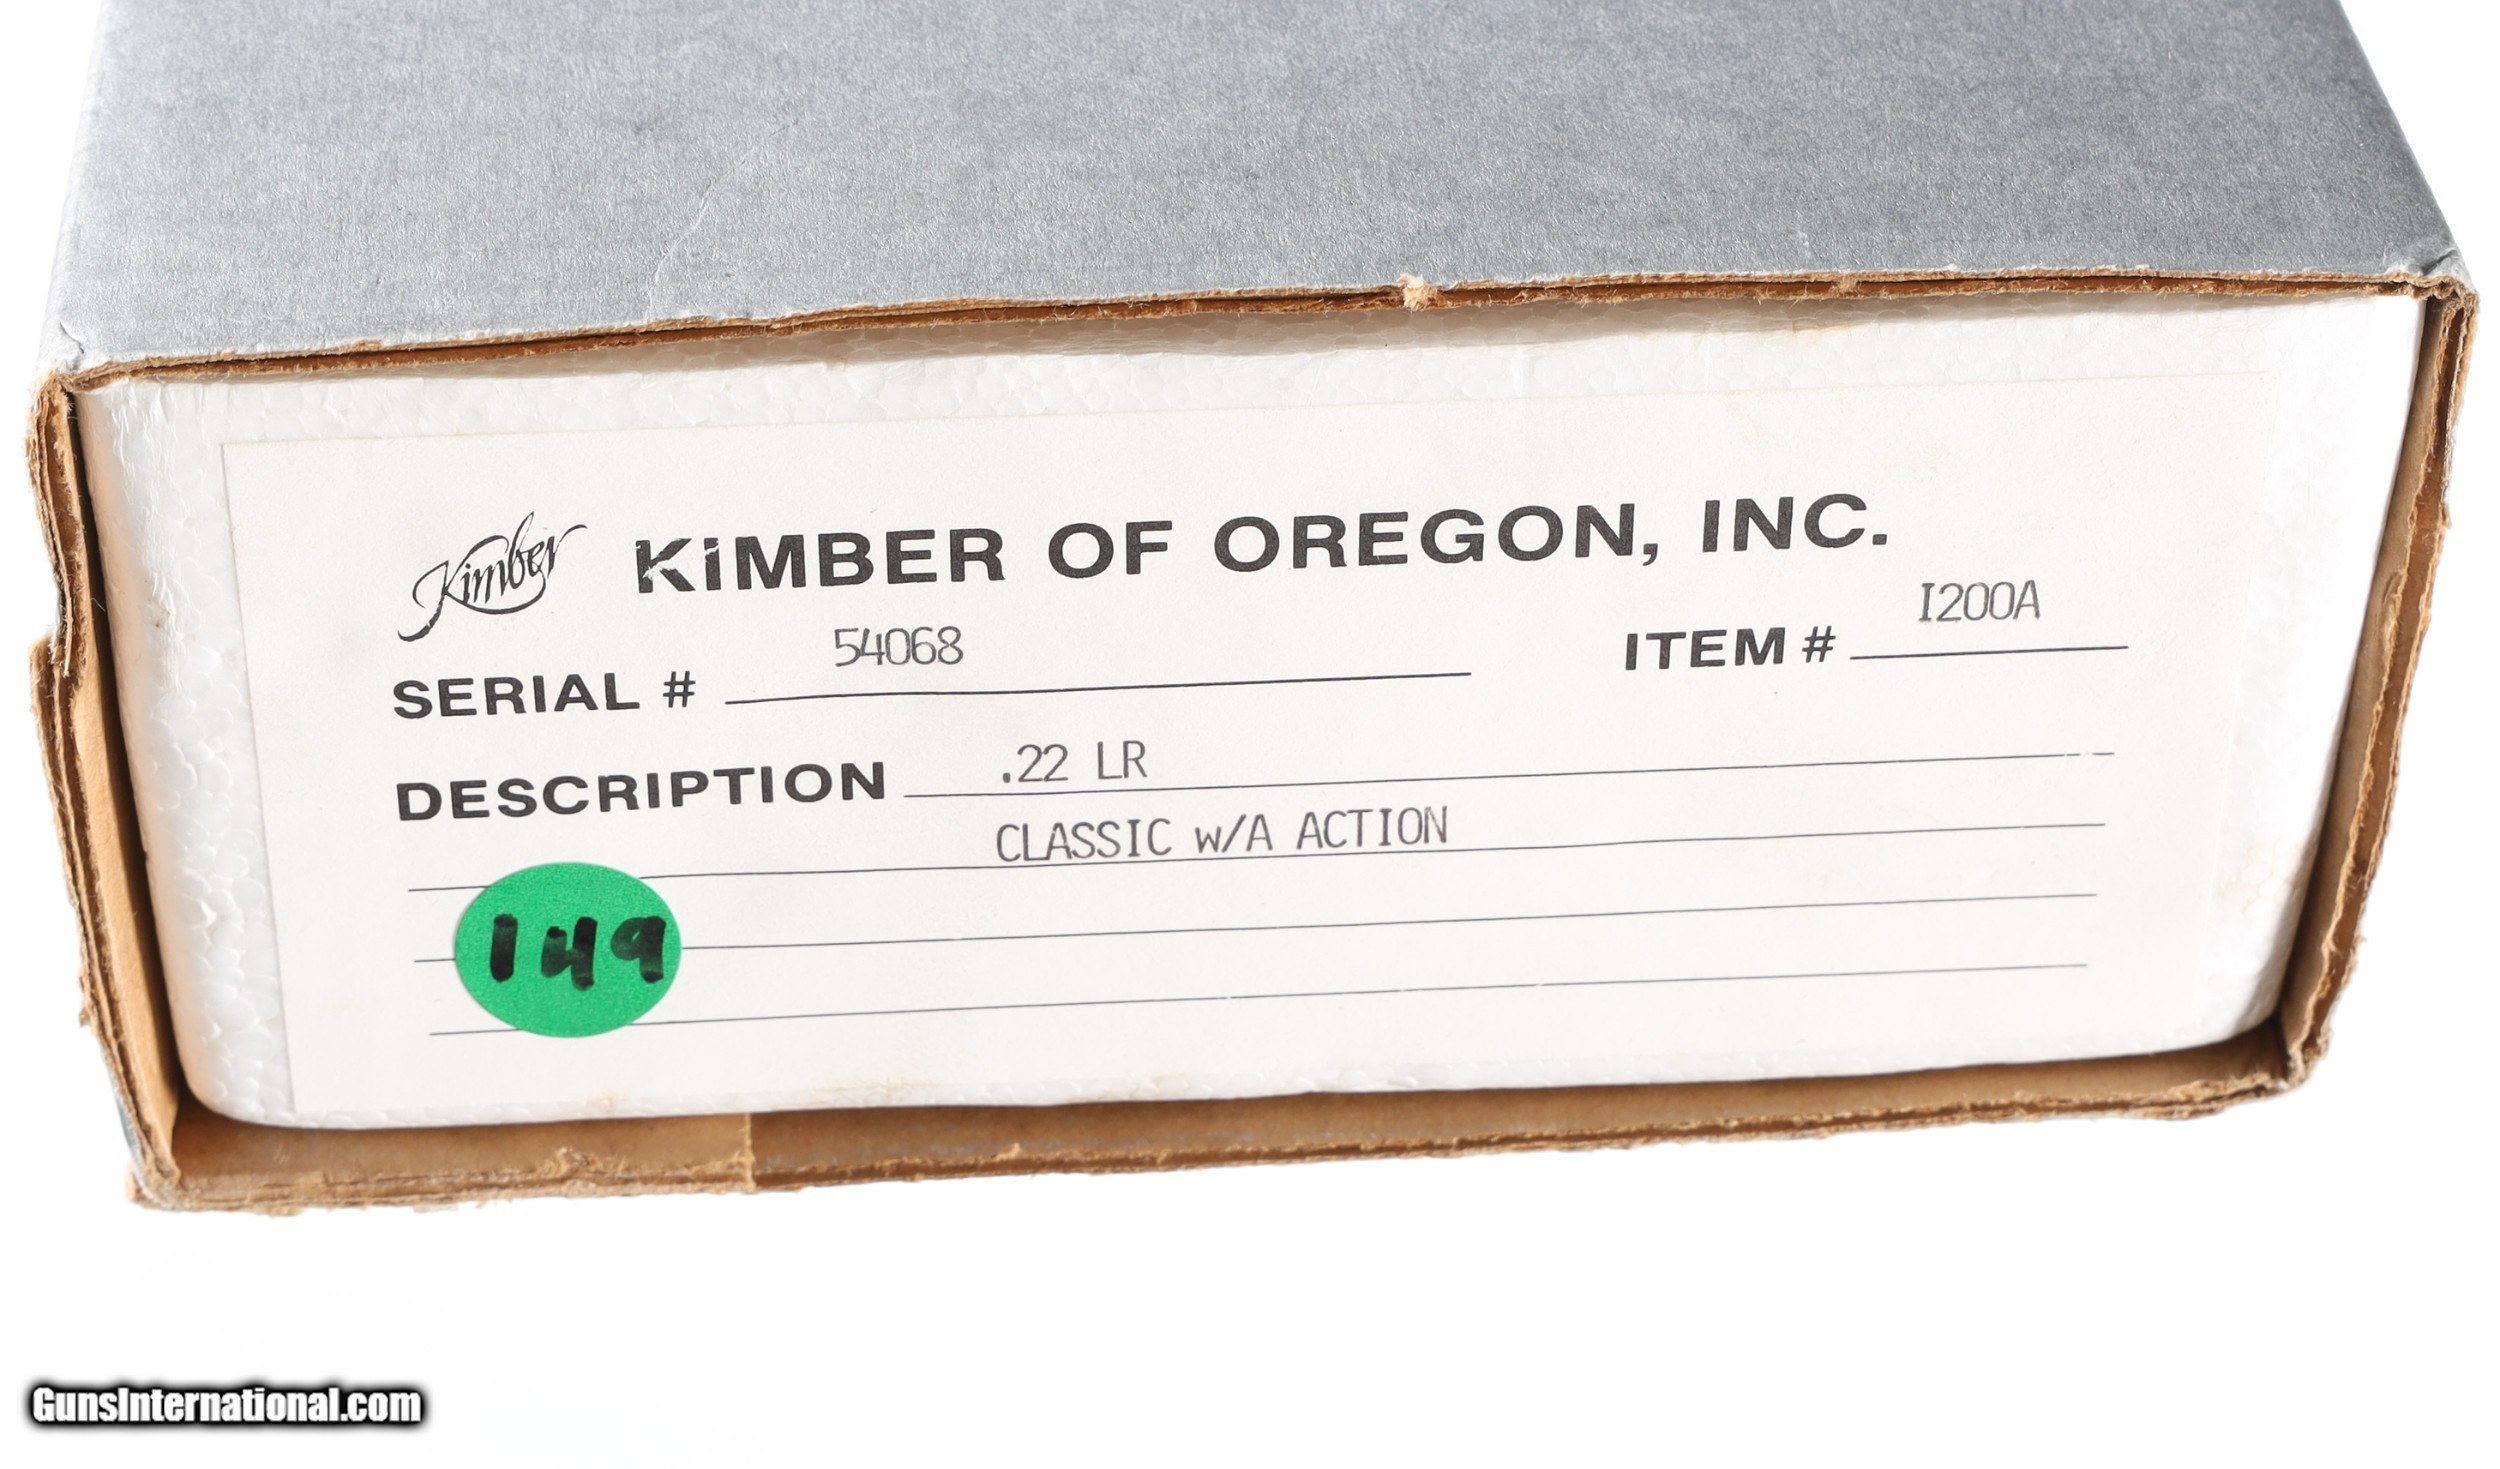 Kimber KiMBER OF OREGON, INC.
SERIAL # 54068 ITEM # I200A
DESCRIPTION .22 LR
CLASSIC w/A ACTION
149
GunsInternational.com